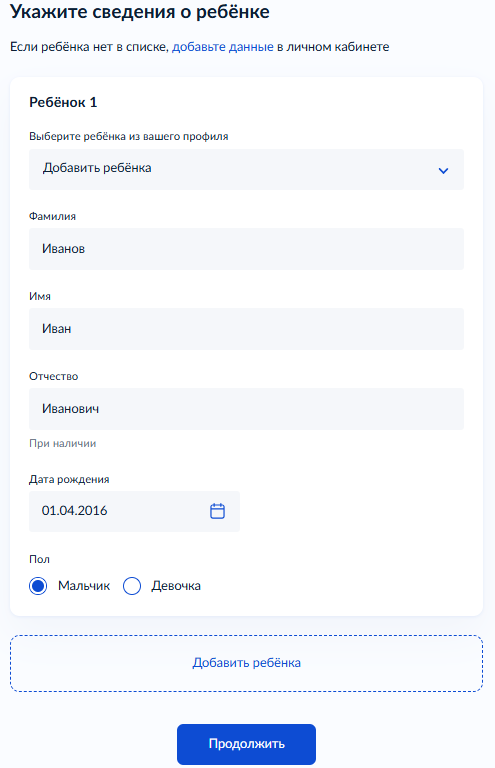 Укажите сведения о ребёнке
Если ребёнка нет в списке, добавьте данные в личном кабинете
Ребёнок 1
Выберите ребёнка из вашего профиля
Добавить ребёнка
Фамилия
Иванов
Имя
Иван
Отчество
Иванович
При наличии
Дата рождения
01.04.2016
Пол
Мальчик Девочка
Добавить ребёнка
Продолжить